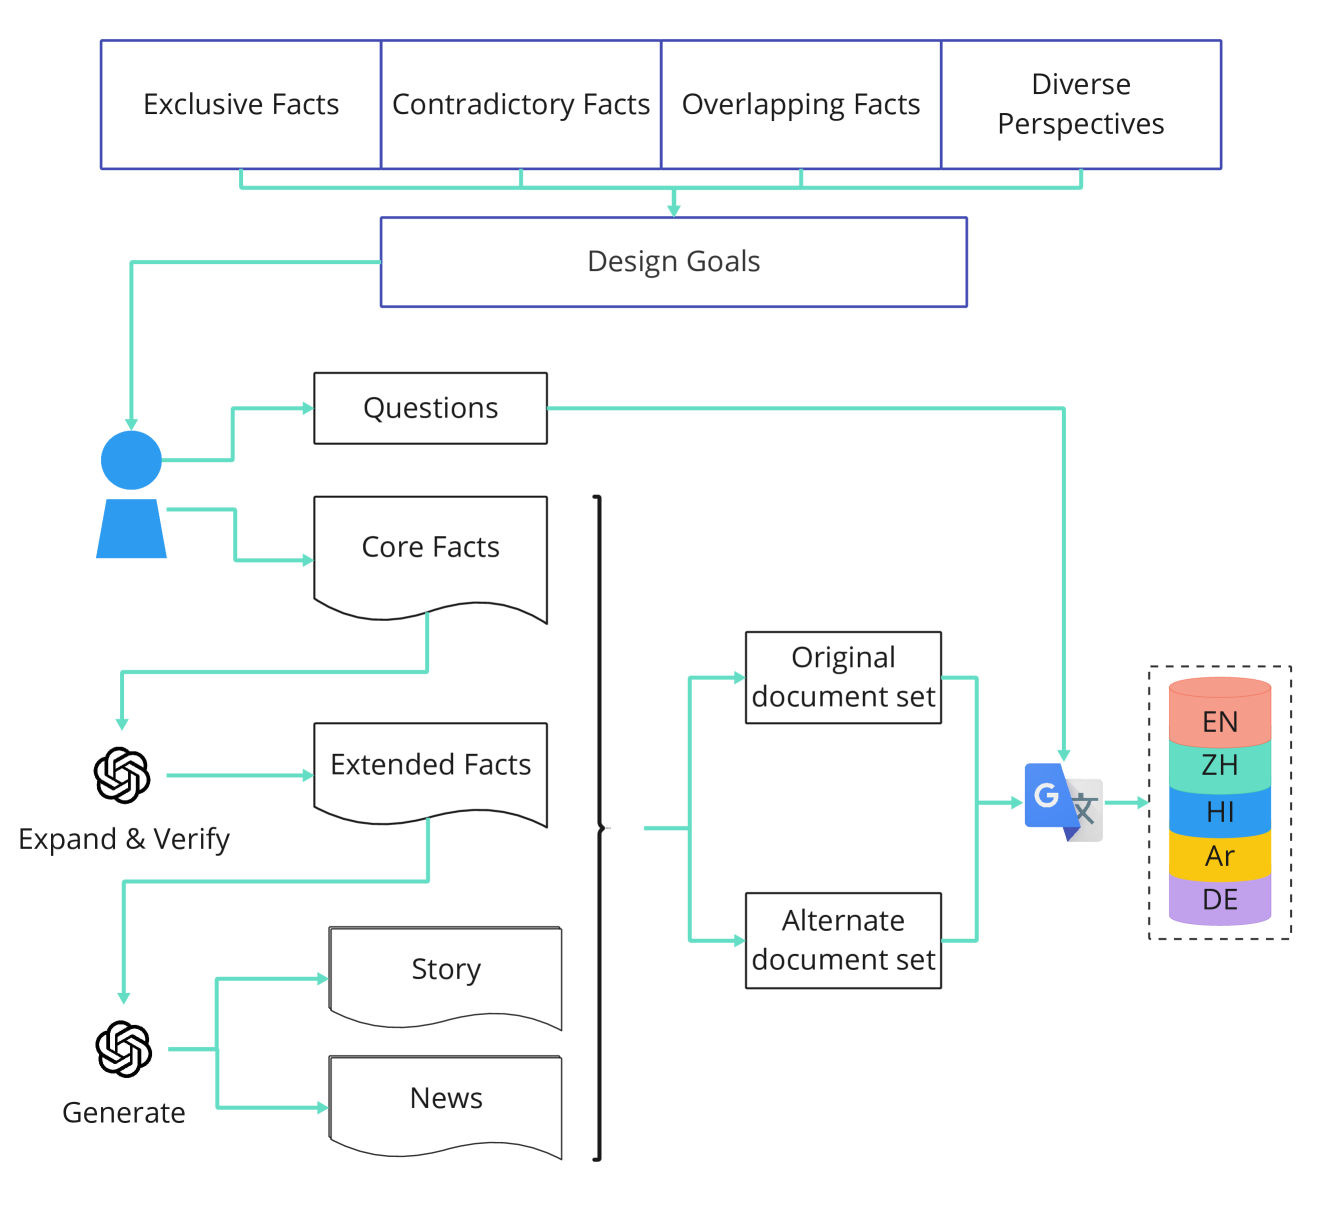 Exclusive Facts
Contradictory Facts
Overlapping Facts
Diverse
Perspectives
Design Goals
Questions
Core Facts
Original
document set
EN
ZH
HI
Ar
DE
Extended Facts
Expand & Verify
Alternate
document set
Story
News
Generate
G
文